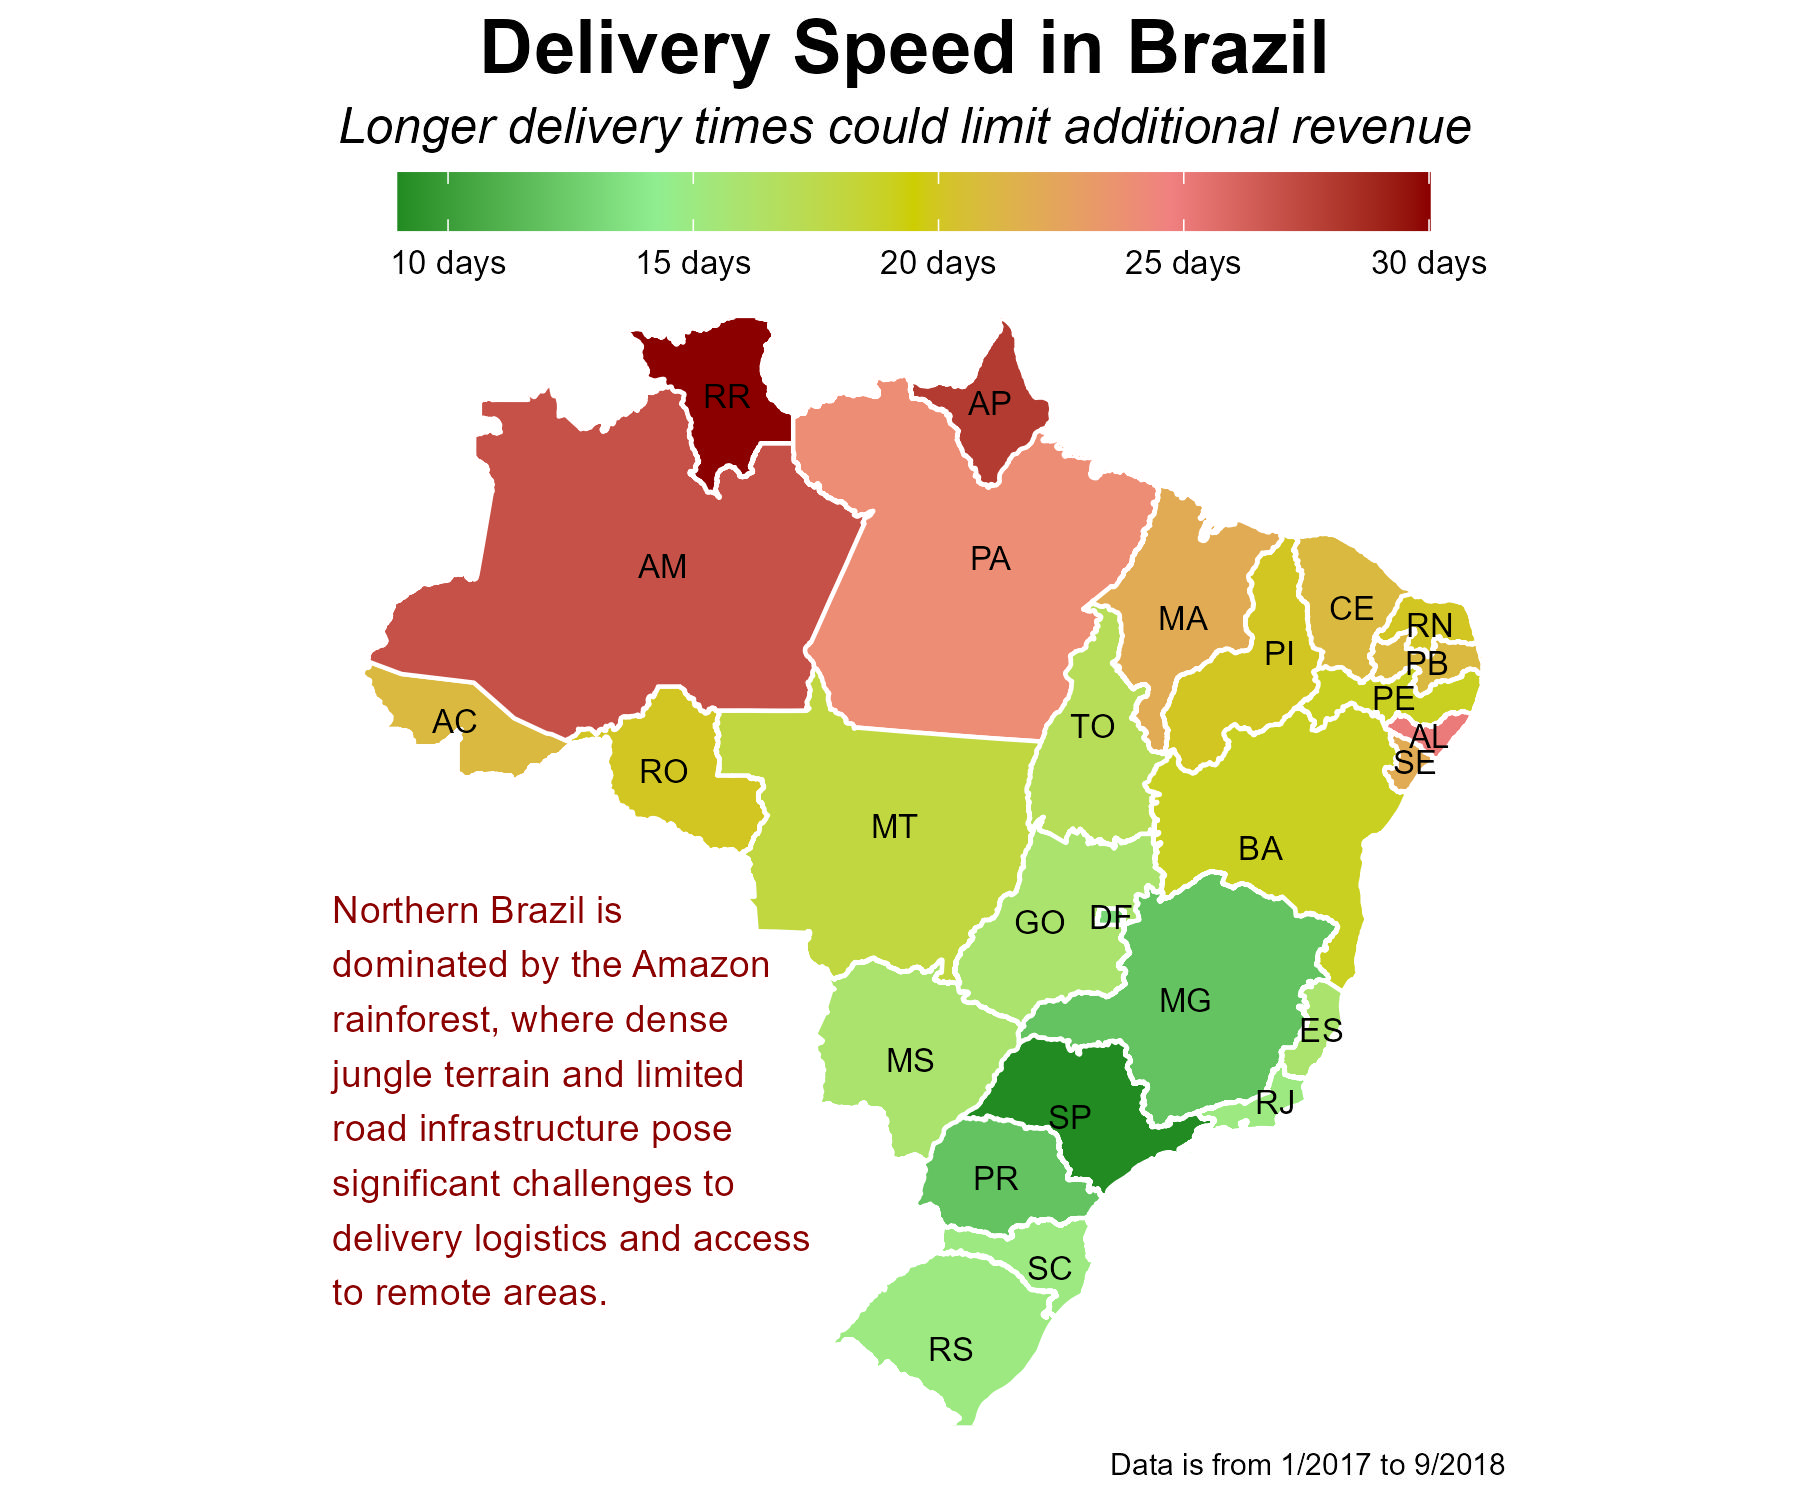 Delivery Speed in Brazil
Longer delivery times could limit additional revenue
10 days 15 days 20 days 25 days 30 days
RR
AP
AM
PA
MA
CE
RN
PI
PB
PE
AC
TO
AL
RO
SE
MT
BA
GO
DF
MG
ES
MS
RJ
SP
PR
SC
RS
Northern Brazil is
dominated by the Amazon
rainforest, where dense
jungle terrain and limited
road infrastructure pose
significant challenges to
delivery logistics and access
to remote areas.
Data is from 1/2017 to 9/2018